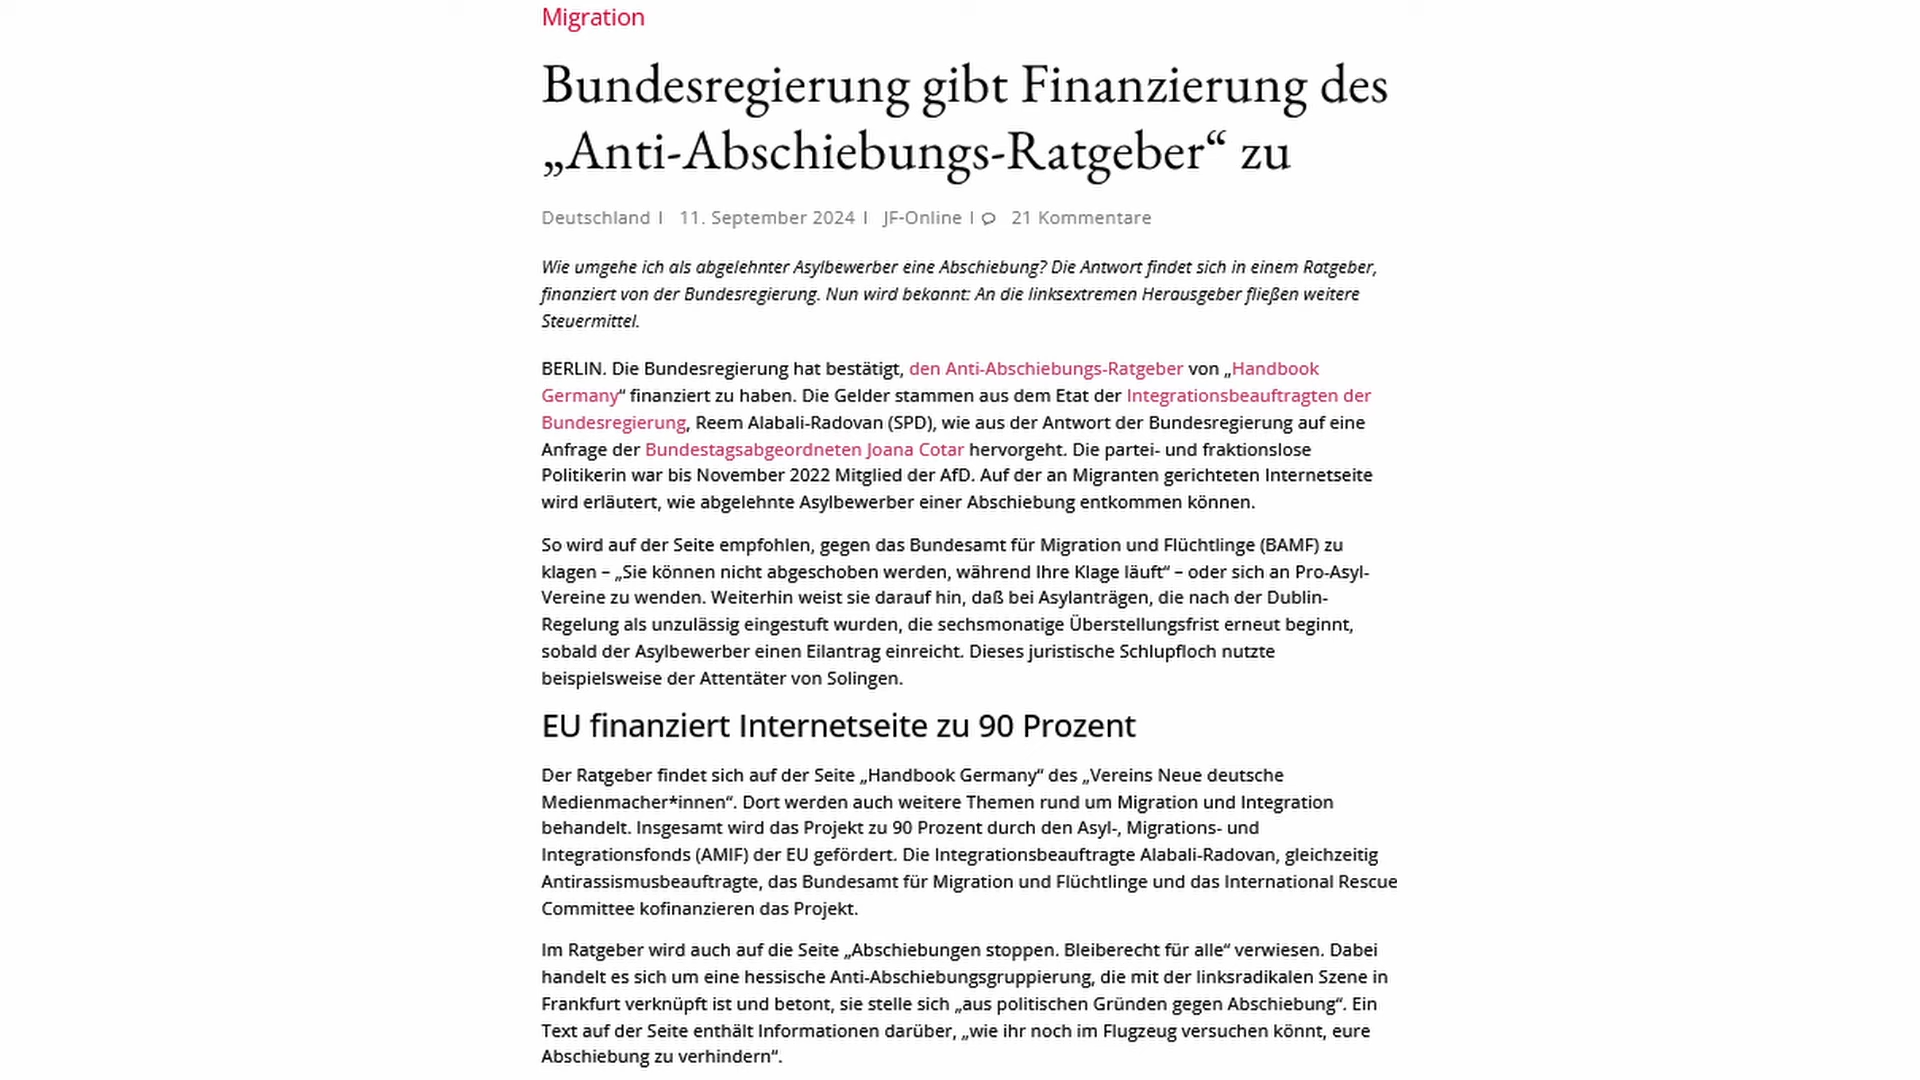 Migration
Bundesregierung gibt Finanzierung des
„Anti-Abschiebungs-Ratgeber“ zu
Deutschland I 11. September 2024 I JF-Online I 21 Kommentare
Wie umgehe ich als abgelehnter Asylbewerber eine Abschiebung? Die Antwort findet sich in einem Ratgeber,
finanziert von der Bundesregierung. Nun wird bekannt: An die linksextremen Herausgeber fließen weitere
Steuermittel.
BERLIN. Die Bundesregierung hat bestätigt, den Anti-Abschiebungs-Ratgeber von „Handbook
Germany“ finanziert zu haben. Die Gelder stammen aus dem Etat der Integrationsbeauftragten der
Bundesregierung, Reem Alabali-Radovan (SPD), wie aus der Antwort der Bundesregierung auf eine
Anfrage der Bundestagsabgeordneten Joana Cotar hervorgeht. Die partei- und fraktionslose
Politikerin war bis November 2022 Mitglied der AfD. Auf der an Migranten gerichteten Internetseite
wird erläutert, wie abgelehnte Asylbewerber einer Abschiebung entkommen können.
So wird auf der Seite empfohlen, gegen das Bundesamt für Migration und Flüchtlinge (BAMF) zu
klagen – „Sie können nicht abgeschoben werden, während Ihre Klage läuft“ – oder sich an Pro-Asyl-
Vereine zu wenden. Weiterhin weist sie darauf hin, daß bei Asylanträgen, die nach der Dublin-
Regelung als unzulässig eingestuft wurden, die sechsmonatige Überstellungsfrist erneut beginnt,
sobald der Asylbewerber einen Eilantrag einreicht. Dieses juristische Schlupfloch nutzte
beispielsweise der Attentäter von Solingen.
EU finanziert Internetseite zu 90 Prozent
Der Ratgeber findet sich auf der Seite „Handbook Germany“ des „Vereins Neue deutsche
Medienmacher*innen“. Dort werden auch weitere Themen rund um Migration und Integration
behandelt. Insgesamt wird das Projekt zu 90 Prozent durch den Asyl-, Migrations- und
Integrationsfonds (AMIF) der EU gefördert. Die Integrationsbeauftragte Alabali-Radovan, gleichzeitig
Antirassismusbeauftragte, das Bundesamt für Migration und Flüchtlinge und das International Rescue
Committee kofinanzieren das Projekt.
Im Ratgeber wird auch auf die Seite „Abschiebungen stoppen. Bleiberecht für alle“ verwiesen. Dabei
handelt es sich um eine hessische Anti-Abschiebungsgruppierung, die mit der linksradikalen Szene in
Frankfurt verknüpft ist und betont, sie stelle sich „aus politischen Gründen gegen Abschiebung“. Ein
Text auf der Seite enthält Informationen darüber, „wie ihr noch im Flugzeug versuchen könnt, eure
Abschiebung zu verhindern“.